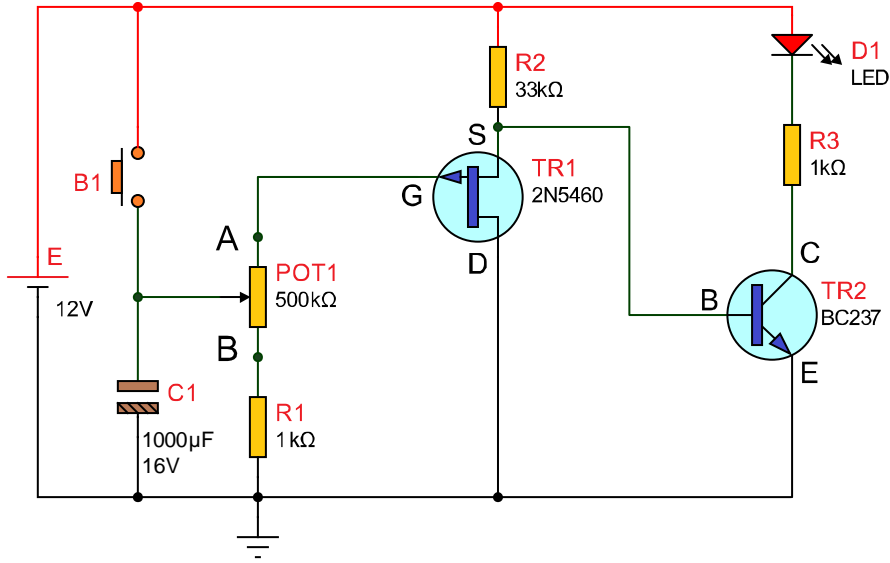 R2
33kΩ
D1
LED
S
TR1
2N5460
R3
1kΩ
B1
G
A
C
E
12V
POT1
500kΩ
D
B
TR2
BC237
B
E
C1
1000µF
16V
R1
1kΩ